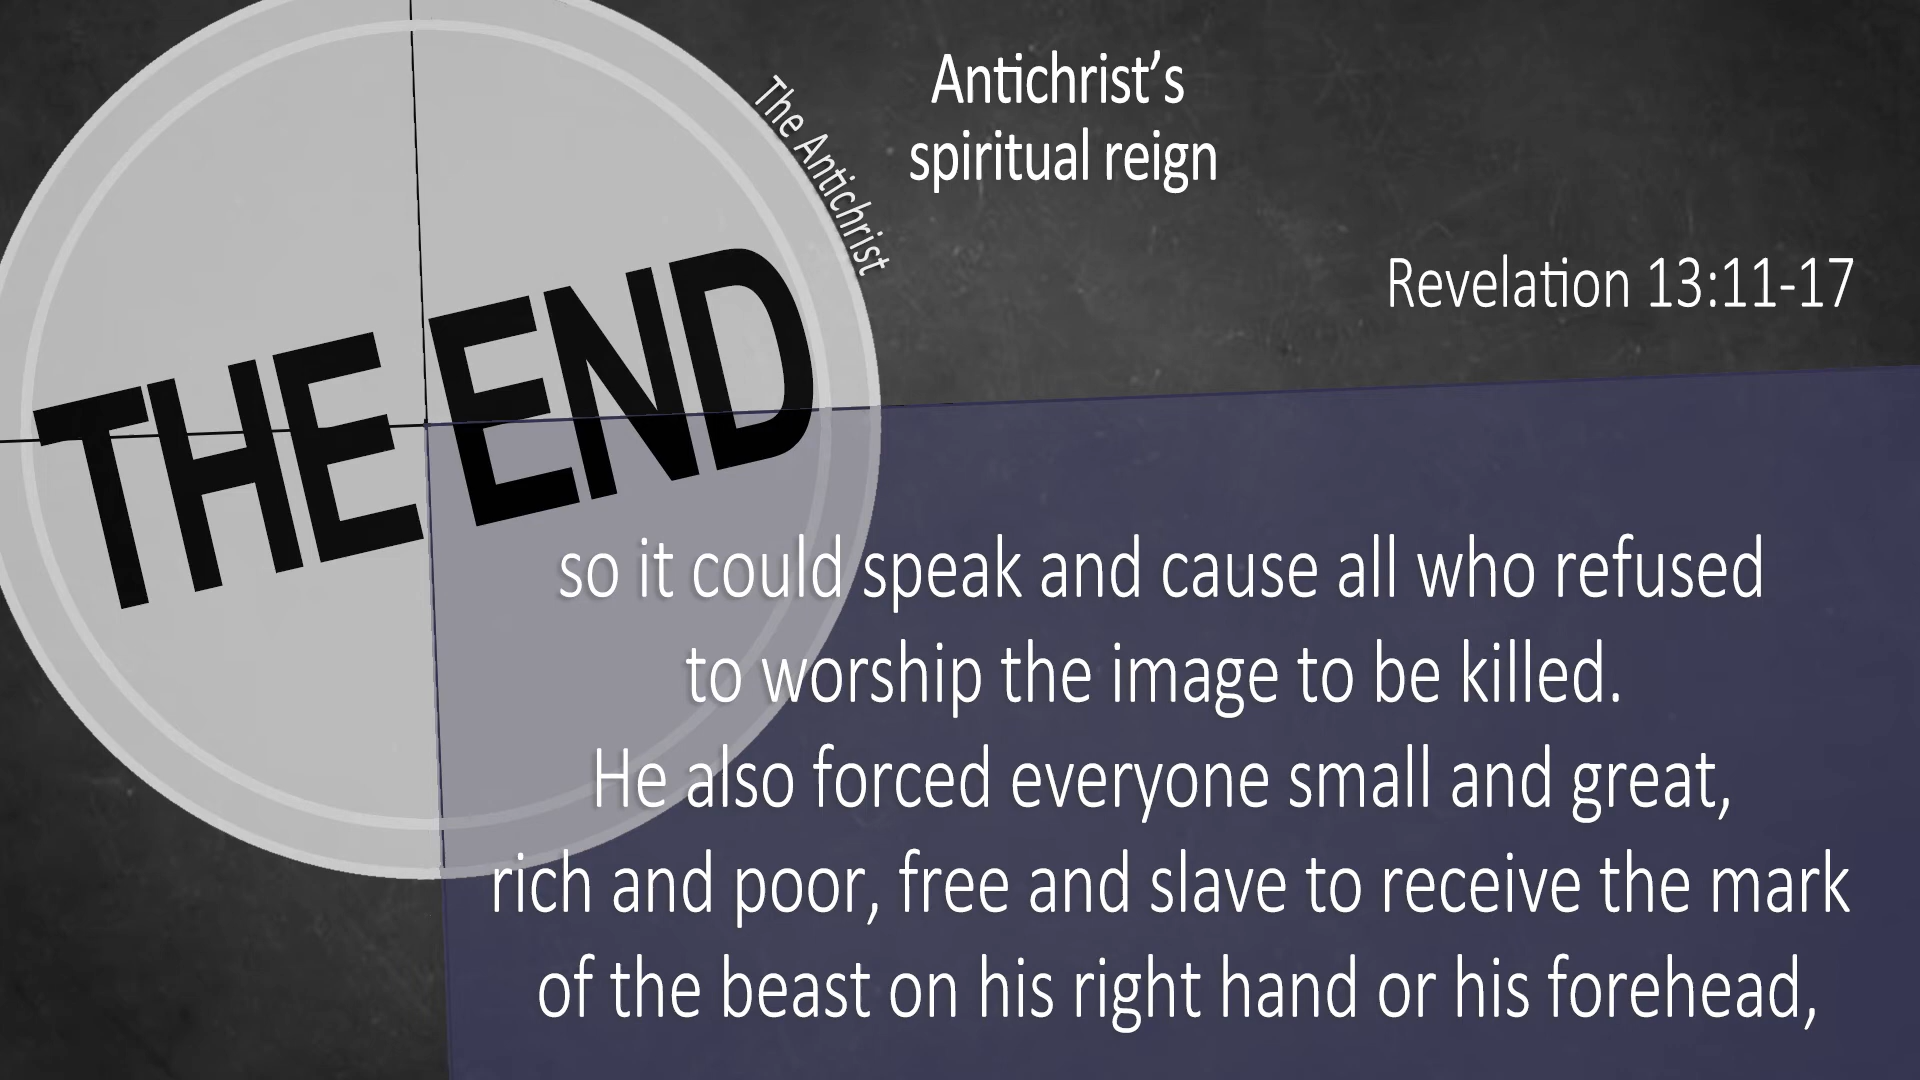 THE END
The Antichrist
Antichrist’s
spiritual reign
Revelation 13:11-17
so it could speak and cause all who refused
to worship the image to be killed.
He also forced everyone small and great,
rich and poor, free and slave to receive the mark
of the beast on his right hand or his forehead,